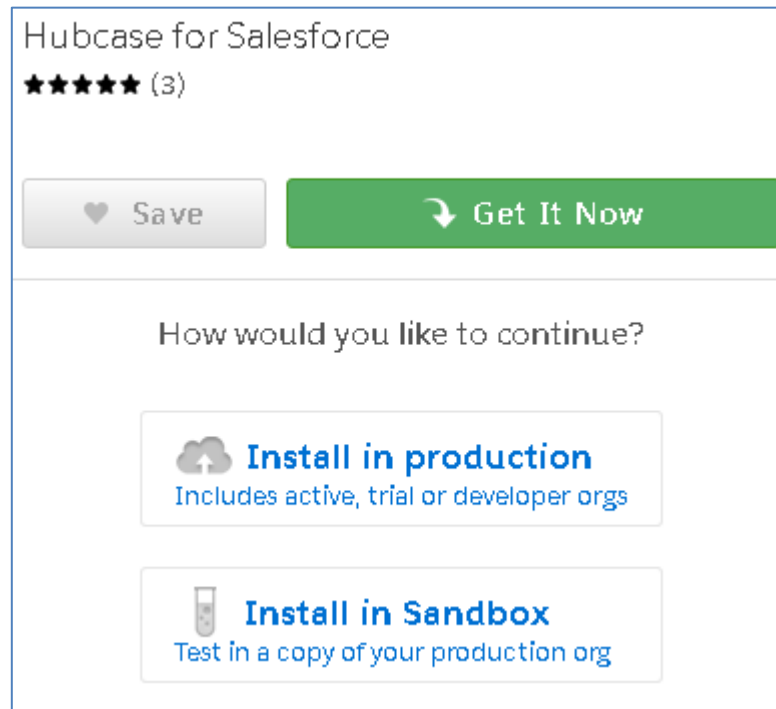 Hubcase for Salesforce
★★★★★ (3)
Save
Get It Now
How would you like to continue?
Install in production
Includes active, trial or developer orgs
Install in Sandbox
Test in a copy of your production org